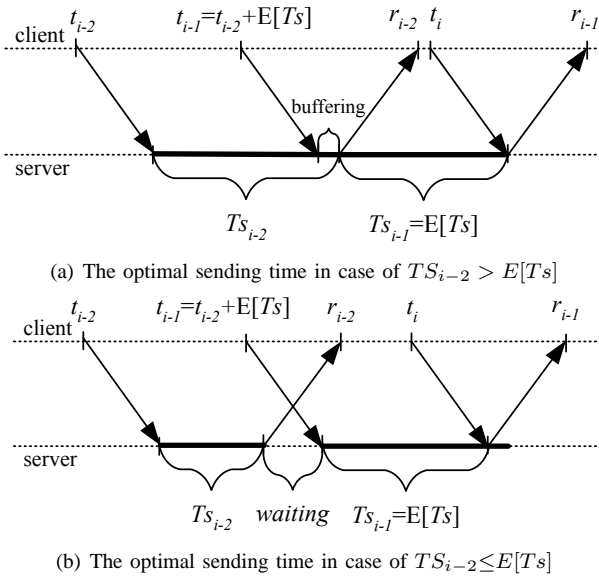 t_{i-2} t_{i-1}=t_{i-2}+E[Ts] r_{i-2} t_i r_{i-1}
client
buffering
server
Ts_{i-2} Ts_{i-1}=E[Ts]
(a) The optimal sending time in case of TS_{i−2} > E[Ts]
t_{i-2} t_{i-1}=t_{i-2}+E[Ts] r_{i-2} t_i r_{i-1}
client
server
Ts_{i-2} waiting Ts_{i-1}=E[Ts]
(b) The optimal sending time in case of TS_{i−2}≤E[Ts]